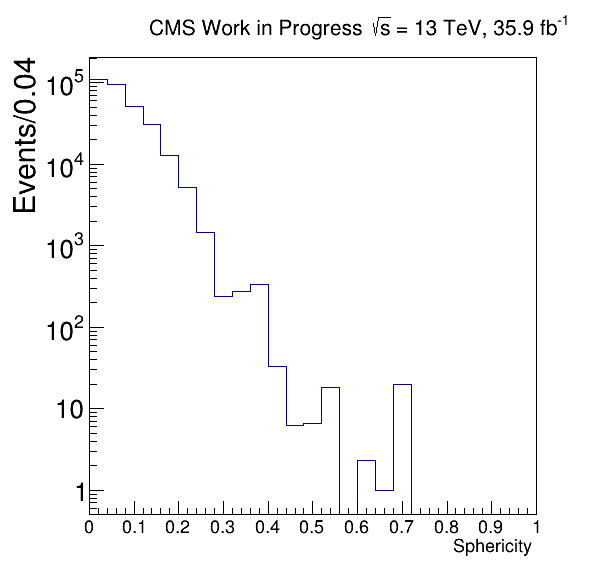 CMS Work in Progress √s = 13 TeV, 35.9 fb⁻¹
Events/0.04
10⁵
10⁴
10³
10²
10
1
0 0.1 0.2 0.3 0.4 0.5 0.6 0.7 0.8 0.9 1
Sphericity